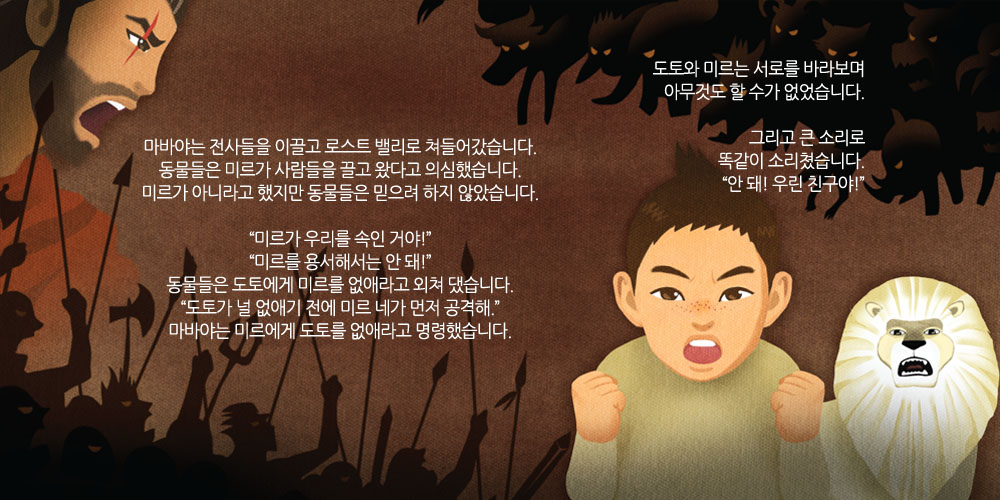 마바야는 전사들을 이끌고 로스트 밸리로 쳐들어갔습니다.
동물들은 미르가 사람들을 끌고 왔다고 의심했습니다.
미르가 아니라고 했지만 동물들은 믿으려 하지 않았습니다.
“미르가 우리를 속인 거야!”
“미르를 용서해서는 안 돼!”
동물들은 도토에게 미르를 없애라고 외쳐 댔습니다.
“도토가 널 없애기 전에 미르 네가 먼저 공격해.”
마바야는 미르에게 도토를 없애라고 명령했습니다.
도토와 미르는 서로를 바라보며
아무것도 할 수가 없었습니다.
그리고 큰 소리로
똑같이 소리쳤습니다.
“안 돼! 우린 친구야!”